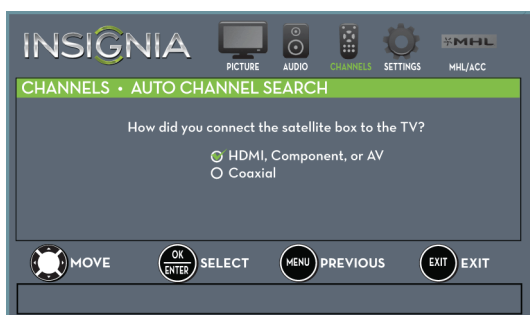 INSIGNIA
PICTURE AUDIO CHANNELS SETTINGS MHL MHL/ACC
CHANNELS • AUTO CHANNEL SEARCH
How did you connect the satellite box to the TV?
HDMI, Component, or AV
Coaxial
MOVE OK ENTER SELECT MENU PREVIOUS EXIT EXIT